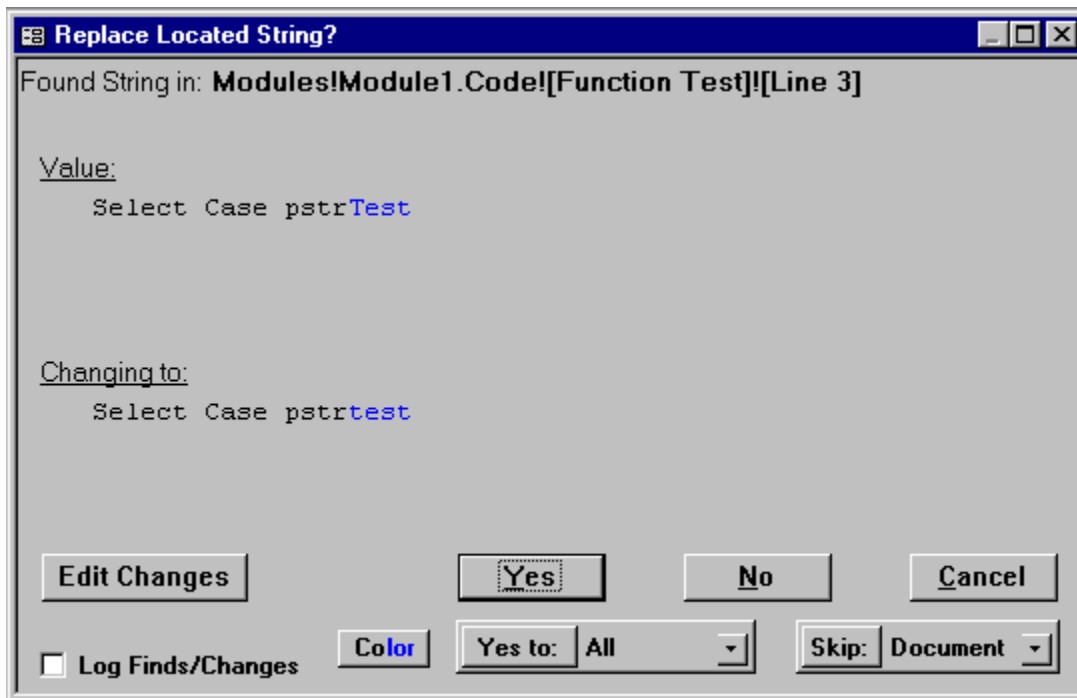 Replace Located String?
Found String in: Modules!Module1.Code![Function Test]![Line 3]
Value:
Select Case pstrTest
Changing to:
Select Case pstrtest
Edit Changes Yes No Cancel
Log Finds/Changes Color Yes to: All Skip: Document